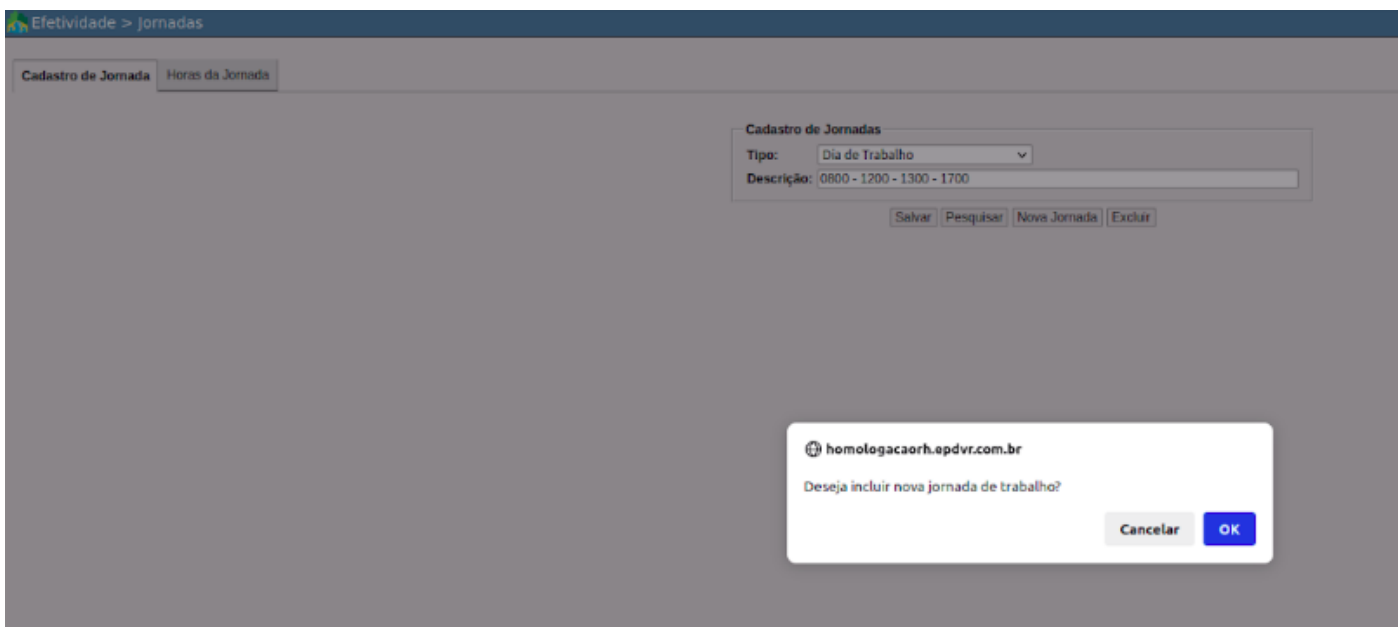 Efetividade > Jornadas
Cadastro de Jornada Horas da Jornada
Cadastro de Jornadas
Tipo: Dia de Trabalho
Descrição: 0800 - 1200 - 1300 - 1700
Salvar Pesquisar Nova Jornada Excluir
homologacaorh.epdvr.com.br
Deseja incluir nova jornada de trabalho?
Cancelar OK